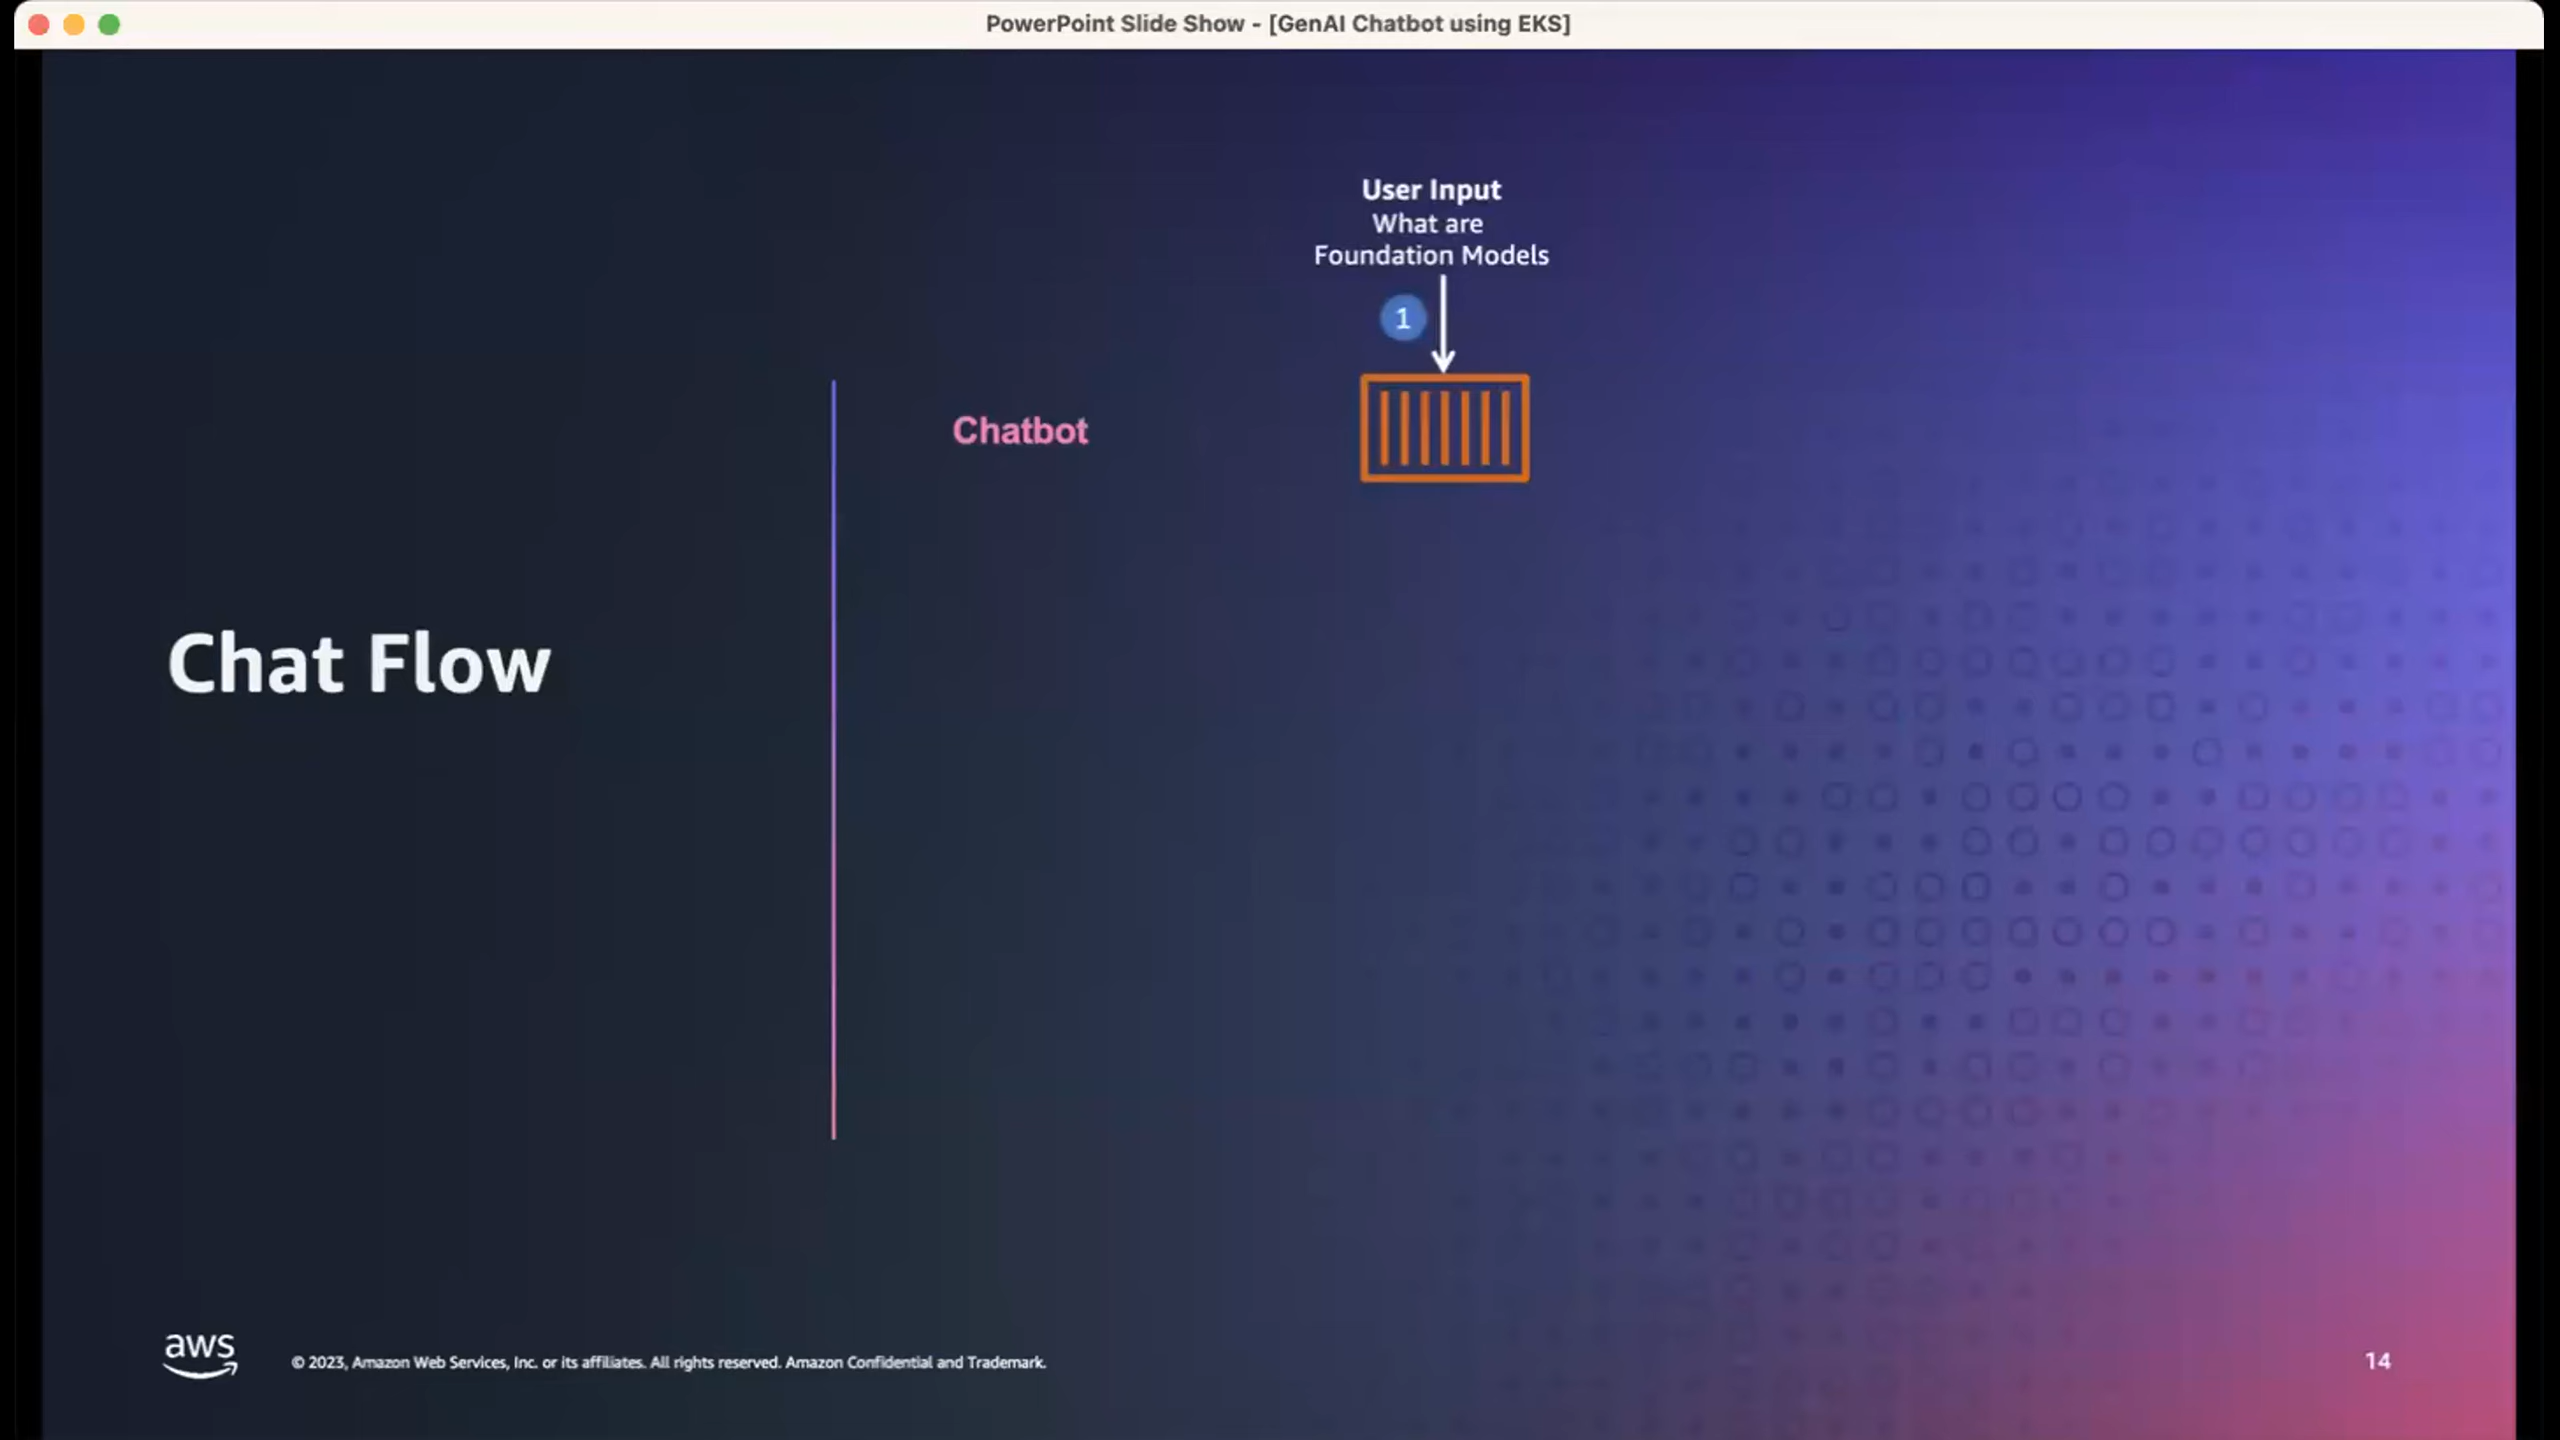 PowerPoint Slide Show - [GenAI Chatbot using EKS]
User Input
What are
Foundation Models
1
Chatbot
Chat Flow
aws
© 2023, Amazon Web Services, Inc. or its affiliates. All rights reserved. Amazon Confidential and Trademark.
14